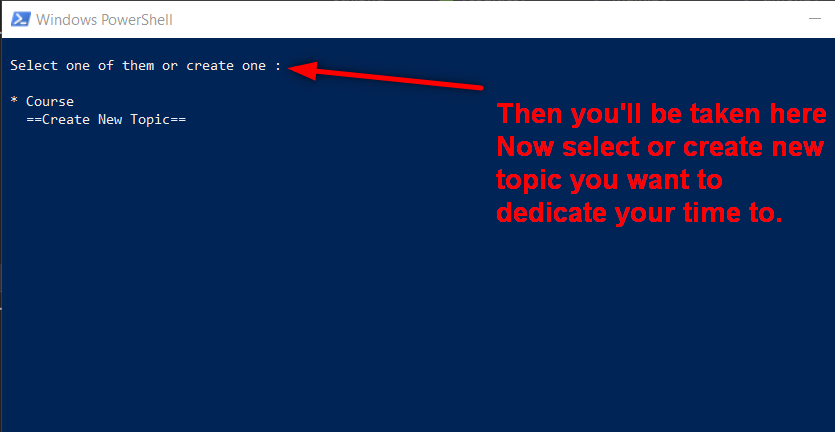 Windows PowerShell
Select one of them or create one :
* Course
==Create New Topic==
Then you'll be taken here
Now select or create new
topic you want to
dedicate your time to.